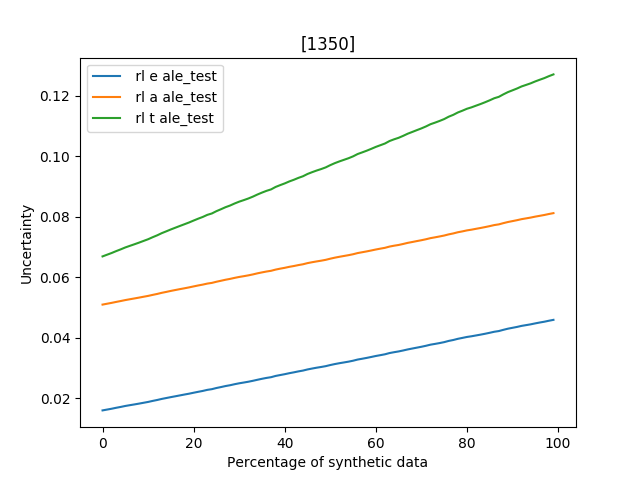 [1350]
rl e ale_test
rl a ale_test
rl t ale_test
Uncertainty
0.12
0.10
0.08
0.06
0.04
0.02
0 20 40 60 80 100
Percentage of synthetic data